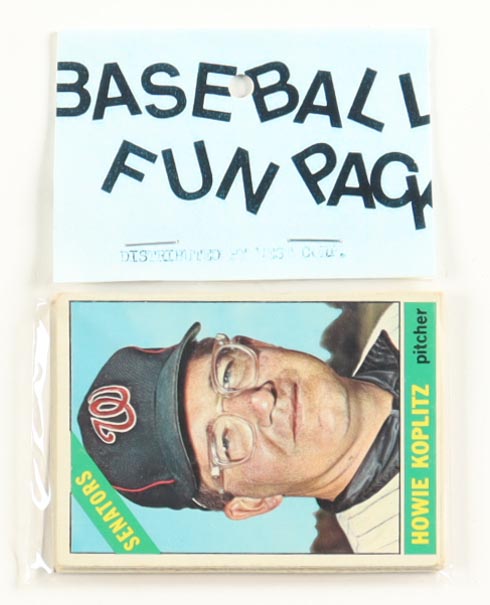 BASEBALL
FUN PACK
DISTRIBUTED BY
W
SENATORS
HOWIE KOPLITZ pitcher